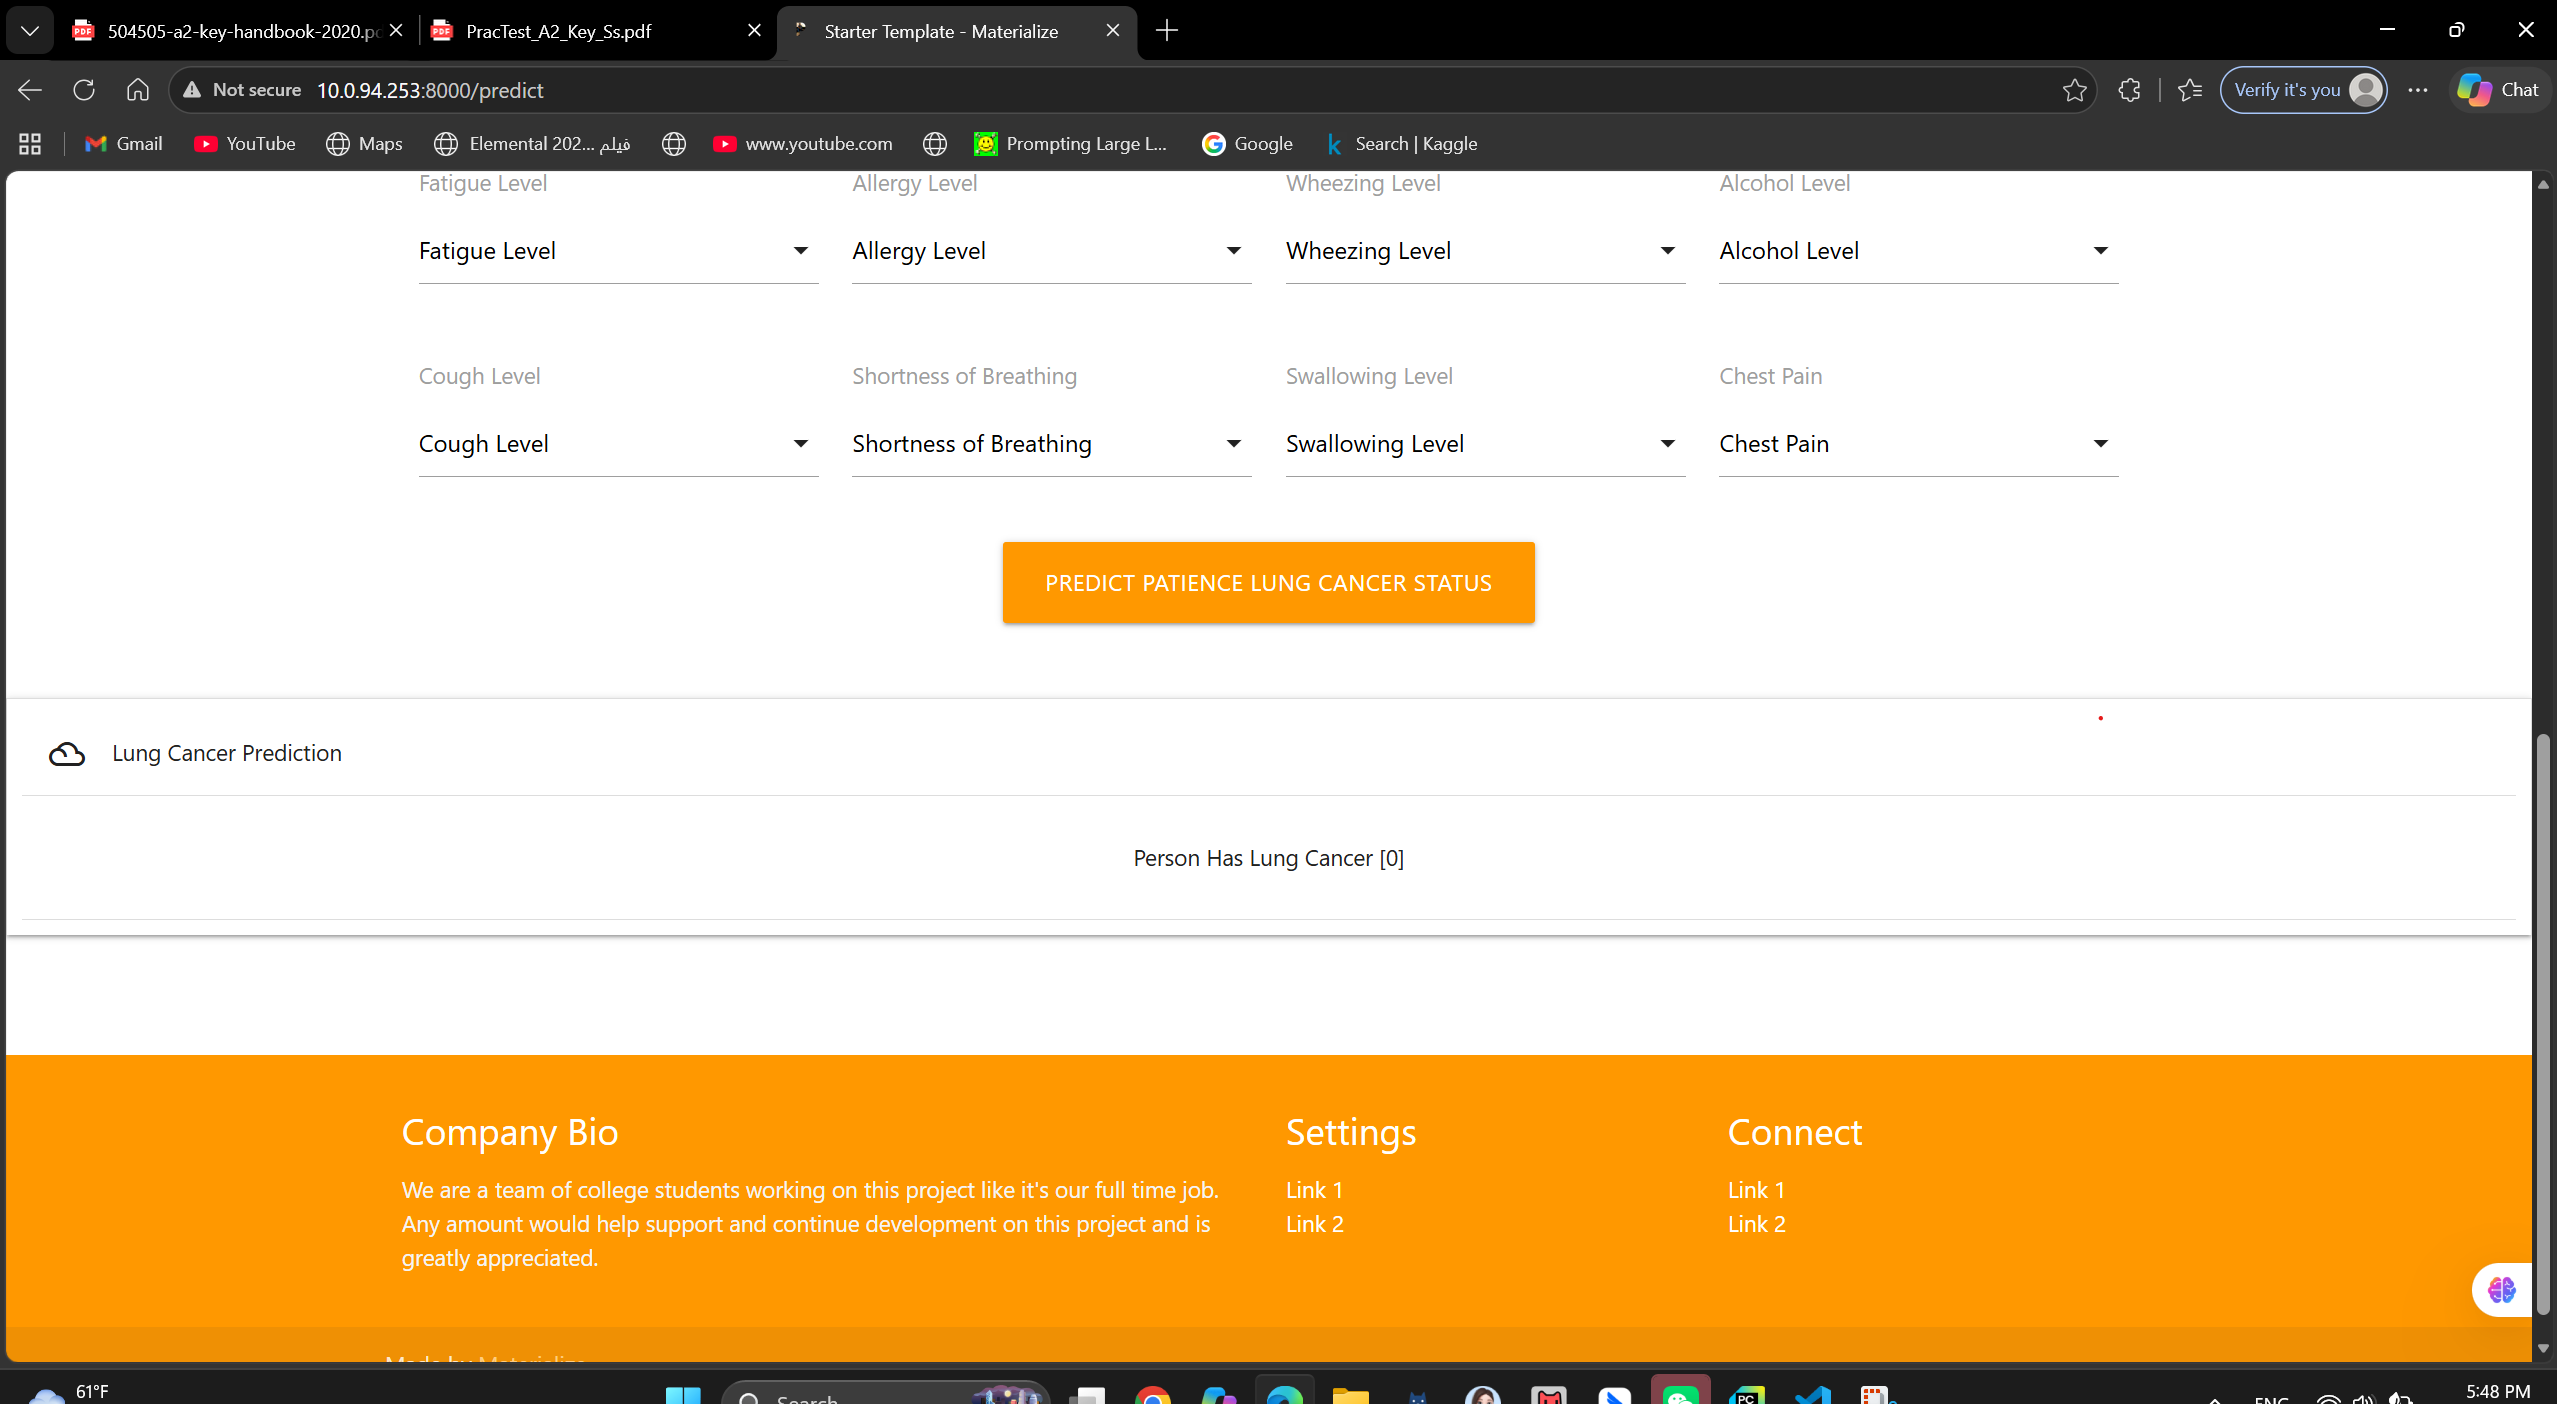 504505-a2-key-handbook-2020.pd
PracTest_A2_Key_Ss.pdf
Starter Template - Materialize
Not secure 10.0.94.253:8000/predict
Verify it's you
Chat
Gmail
YouTube
Maps
Elemental 202... فيلم
www.youtube.com
Prompting Large L...
Google
Search | Kaggle
Fatigue Level Allergy Level Wheezing Level Alcohol Level
Fatigue Level Allergy Level Wheezing Level Alcohol Level
Cough Level Shortness of Breathing Swallowing Level Chest Pain
Cough Level Shortness of Breathing Swallowing Level Chest Pain
PREDICT PATIENCE LUNG CANCER STATUS
Lung Cancer Prediction
Person Has Lung Cancer [0]
Company Bio
We are a team of college students working on this project like it's our full time job.
Any amount would help support and continue development on this project and is
greatly appreciated.
Settings
Link 1
Link 2
Connect
Link 1
Link 2
Made by Materialize
61°F
Search
ENG
5:48 PM